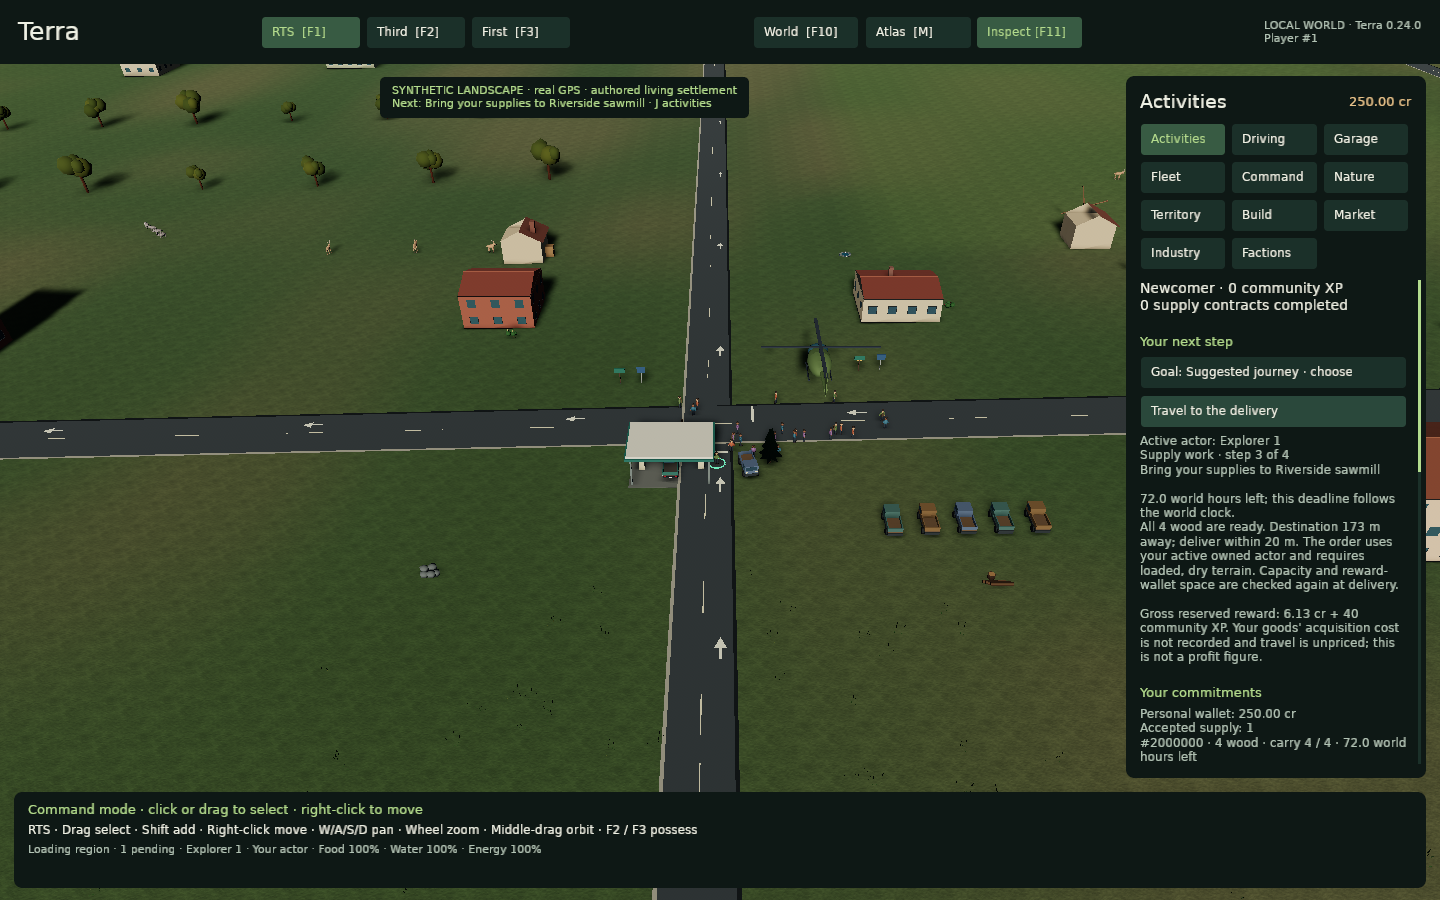 Terra
RTS [F1]
Third [F2]
First [F3]
World [F10]
Atlas [M]
Inspect [F11]
LOCAL WORLD · Terra 0.24.0
Player #1
SYNTHETIC LANDSCAPE · real GPS · authored living settlement
Next: Bring your supplies to Riverside sawmill · J activities
Activities
250.00 cr
Activities
Driving
Garage
Fleet
Command
Nature
Territory
Build
Market
Industry
Factions
Newcomer · 0 community XP
0 supply contracts completed
Your next step
Goal: Suggested journey · choose
Travel to the delivery
Active actor: Explorer 1
Supply work · step 3 of 4
Bring your supplies to Riverside sawmill
72.0 world hours left; this deadline follows
the world clock.
All 4 wood are ready. Destination 173 m
away; deliver within 20 m. The order uses
your active owned actor and requires
loaded, dry terrain. Capacity and reward-
wallet space are checked again at delivery.
Gross reserved reward: 6.13 cr + 40
community XP. Your goods' acquisition cost
is not recorded and travel is unpriced; this
is not a profit figure.
Your commitments
Personal wallet: 250.00 cr
Accepted supply: 1
#2000000 · 4 wood · carry 4 / 4 · 72.0 world
hours left
Command mode · click or drag to select · right-click to move
RTS · Drag select · Shift add · Right-click move · W/A/S/D pan · Wheel zoom · Middle-drag orbit · F2 / F3 possess
Loading region · 1 pending · Explorer 1 · Your actor · Food 100% · Water 100% · Energy 100%